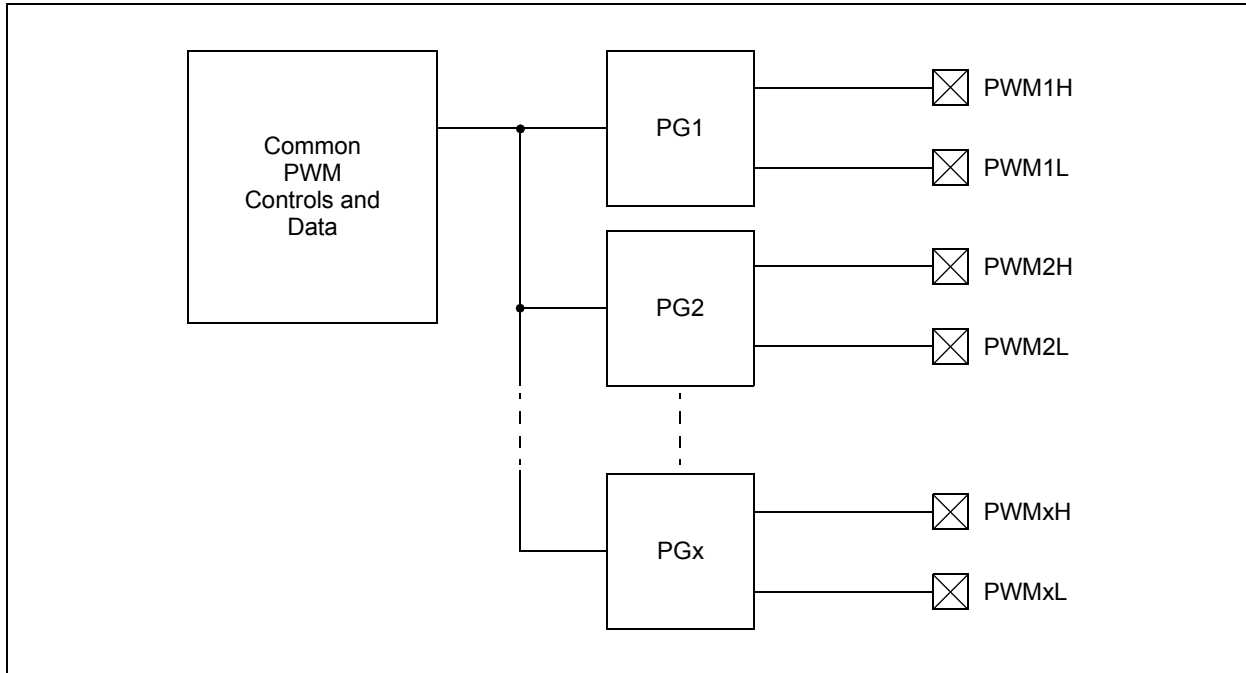 Common
PWM
Controls and
Data
PG1
PWM1H
PWM1L
PG2
PWM2H
PWM2L
PGx
PWMxH
PWMxL